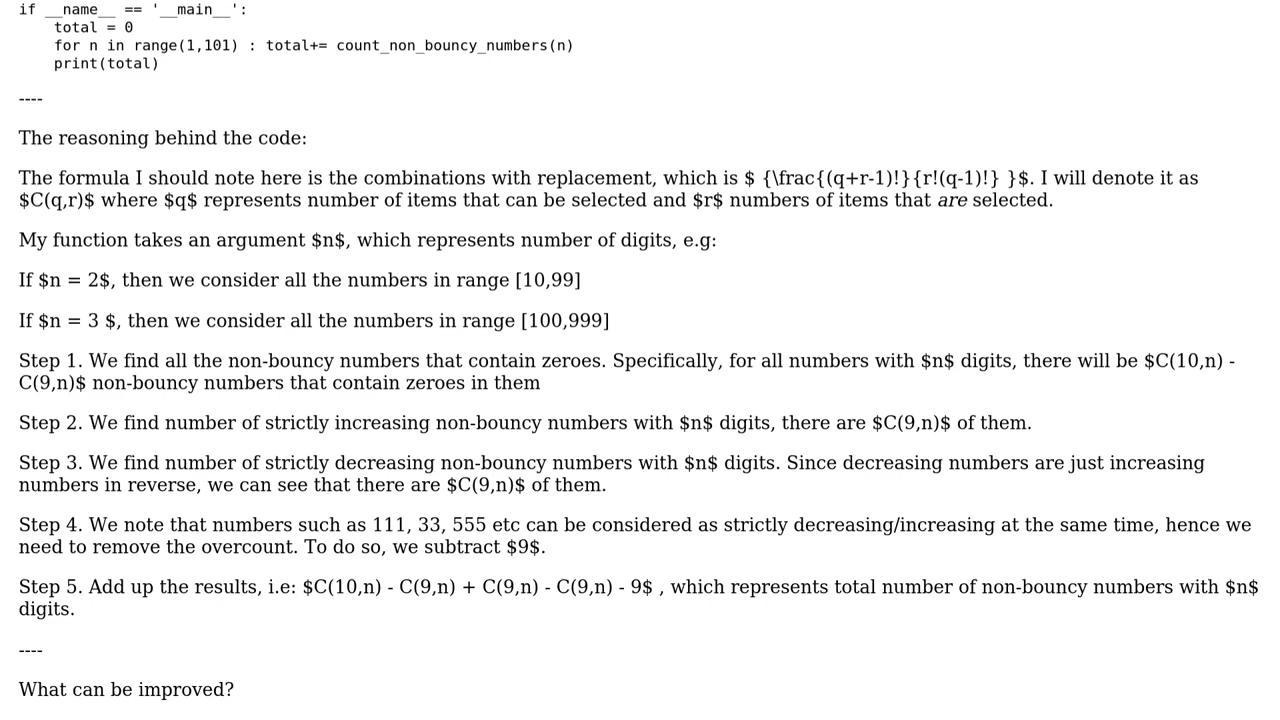 if __name__ == '__main__':
    total = 0
    for n in range(1,101) : total+= count_non_bouncy_numbers(n)
    print(total)
----
The reasoning behind the code:
The formula I should note here is the combinations with replacement, which is $ {\frac{(q+r-1)!}{r!(q-1)!} }$. I will denote it as
$C(q,r)$ where $q$ represents number of items that can be selected and $r$ numbers of items that are selected.
My function takes an argument $n$, which represents number of digits, e.g:
If $n = 2$, then we consider all the numbers in range [10,99]
If $n = 3 $, then we consider all the numbers in range [100,999]
Step 1. We find all the non-bouncy numbers that contain zeroes. Specifically, for all numbers with $n$ digits, there will be $C(10,n) -
C(9,n)$ non-bouncy numbers that contain zeroes in them
Step 2. We find number of strictly increasing non-bouncy numbers with $n$ digits, there are $C(9,n)$ of them.
Step 3. We find number of strictly decreasing non-bouncy numbers with $n$ digits. Since decreasing numbers are just increasing
numbers in reverse, we can see that there are $C(9,n)$ of them.
Step 4. We note that numbers such as 111, 33, 555 etc can be considered as strictly decreasing/increasing at the same time, hence we
need to remove the overcount. To do so, we subtract $9$.
Step 5. Add up the results, i.e: $C(10,n) - C(9,n) + C(9,n) - C(9,n) - 9$ , which represents total number of non-bouncy numbers with $n$
digits.
----
What can be improved?